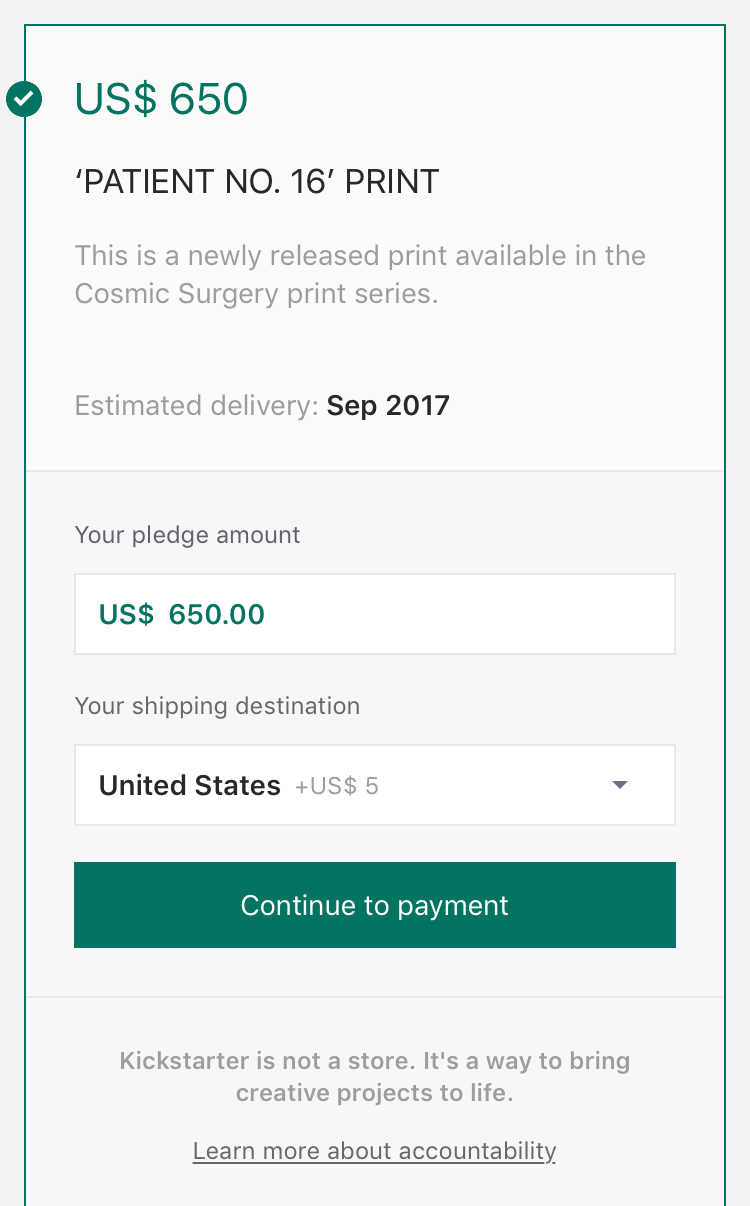 US$ 650
‘PATIENT NO. 16’ PRINT
This is a newly released print available in the
Cosmic Surgery print series.
Estimated delivery: Sep 2017
Your pledge amount
US$ 650.00
Your shipping destination
United States +US$ 5
Continue to payment
Kickstarter is not a store. It's a way to bring
creative projects to life.
Learn more about accountability